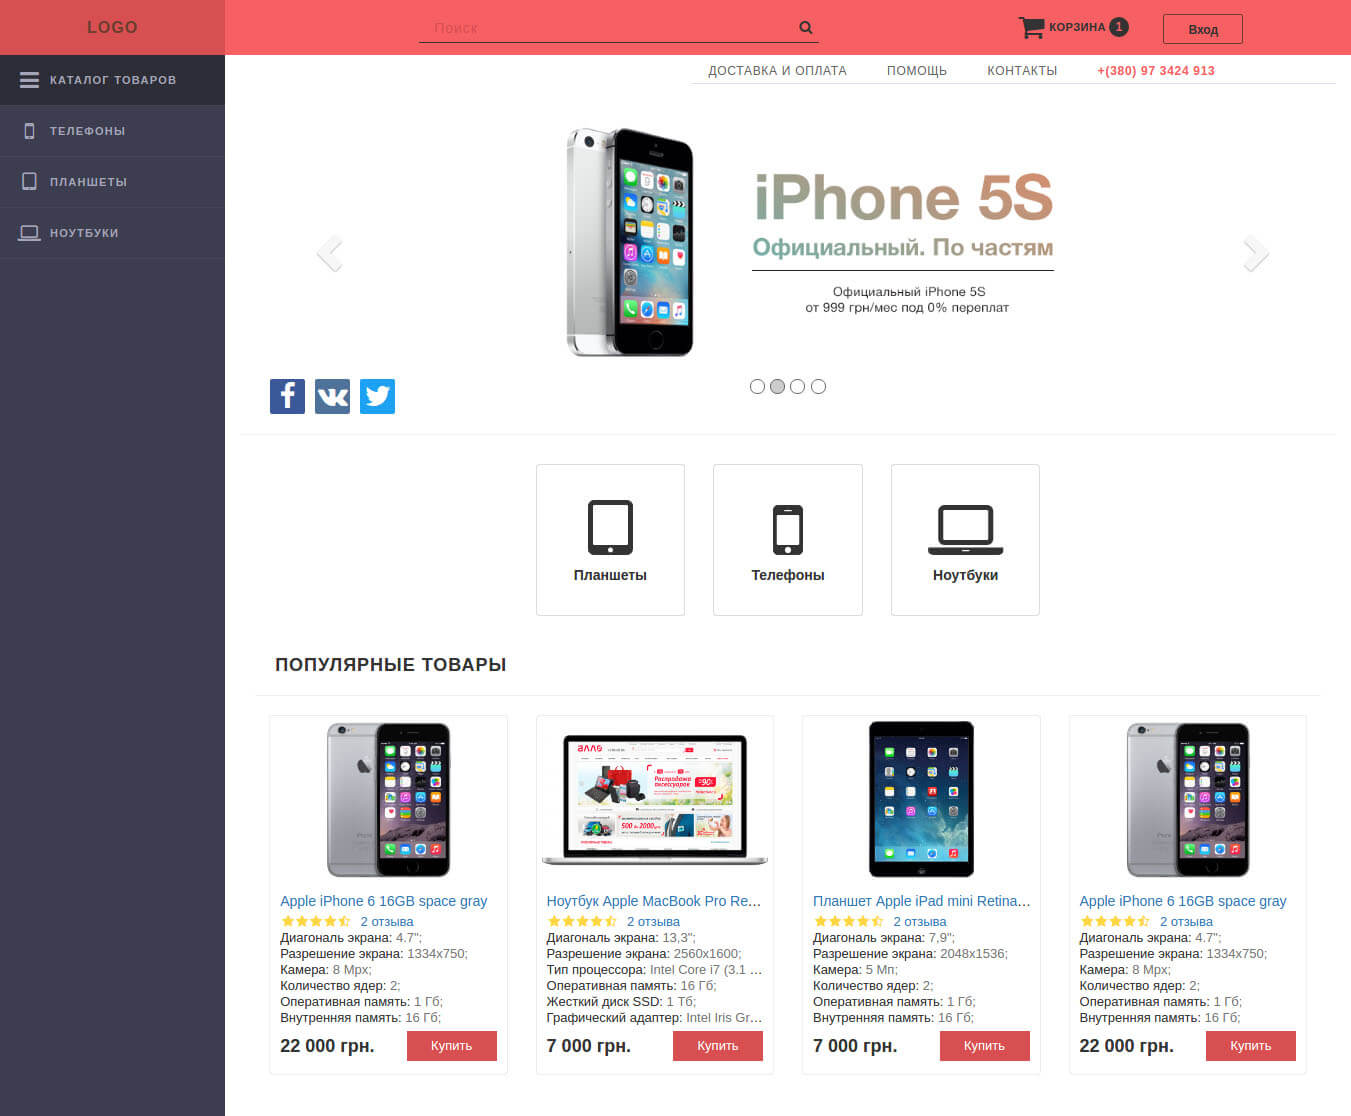 LOGO
Поиск
КОРЗИНА 1
Вход
КАТАЛОГ ТОВАРОВ
ТЕЛЕФОНЫ
ПЛАНШЕТЫ
НОУТБУКИ
ДОСТАВКА И ОПЛАТА
ПОМОЩЬ
КОНТАКТЫ
+(380) 97 3424 913
iPhone 5S
Официальный. По частям
Официальный iPhone 5S
от 999 грн/мес под 0% переплат
Планшеты
Телефоны
Ноутбуки
ПОПУЛЯРНЫЕ ТОВАРЫ
Apple iPhone 6 16GB space gray
2 отзыва
Диагональ экрана: 4.7";
Разрешение экрана: 1334x750;
Камера: 8 Mpx;
Количество ядер: 2;
Оперативная память: 1 Гб;
Внутренняя память: 16 Гб;
22 000 грн.
Купить
алло
Распродажа
аксессуаров
-90%
500 до 2000
Ноутбук Apple MacBook Pro Re...
2 отзыва
Диагональ экрана: 13,3";
Разрешение экрана: 2560x1600;
Тип процессора: Intel Core i7 (3.1 ...
Оперативная память: 16 Гб;
Жесткий диск SSD: 1 Тб;
Графический адаптер: Intel Iris Gr...
7 000 грн.
Купить
Планшет Apple iPad mini Retina...
2 отзыва
Диагональ экрана: 7,9";
Разрешение экрана: 2048x1536;
Камера: 5 Мп;
Количество ядер: 2;
Оперативная память: 1 Гб;
Внутренняя память: 16 Гб;
7 000 грн.
Купить
Apple iPhone 6 16GB space gray
2 отзыва
Диагональ экрана: 4.7";
Разрешение экрана: 1334x750;
Камера: 8 Mpx;
Количество ядер: 2;
Оперативная память: 1 Гб;
Внутренняя память: 16 Гб;
22 000 грн.
Купить